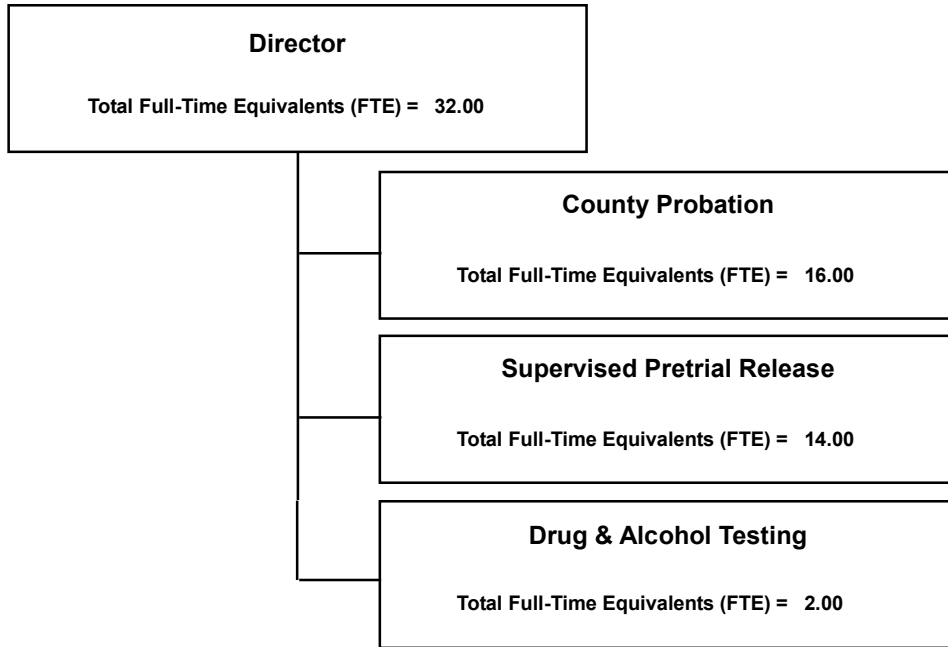 Director
Total Full-Time Equivalents (FTE) = 32.00
County Probation
Total Full-Time Equivalents (FTE) = 16.00
Supervised Pretrial Release
Total Full-Time Equivalents (FTE) = 14.00
Drug & Alcohol Testing
Total Full-Time Equivalents (FTE) = 2.00